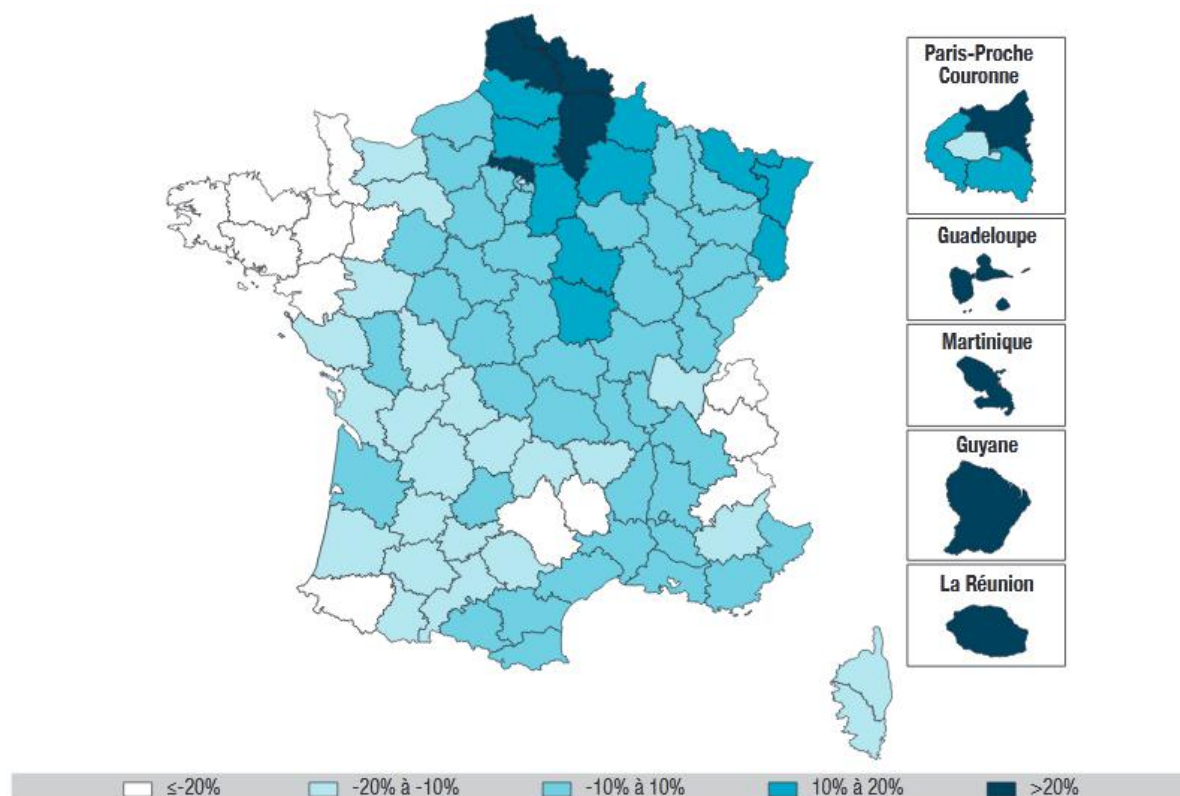 Paris-Proche
Couronne
Guadeloupe
Martinique
Guyane
La Réunion
≤-20%
-20% à -10%
-10% à 10%
10% à 20%
>20%